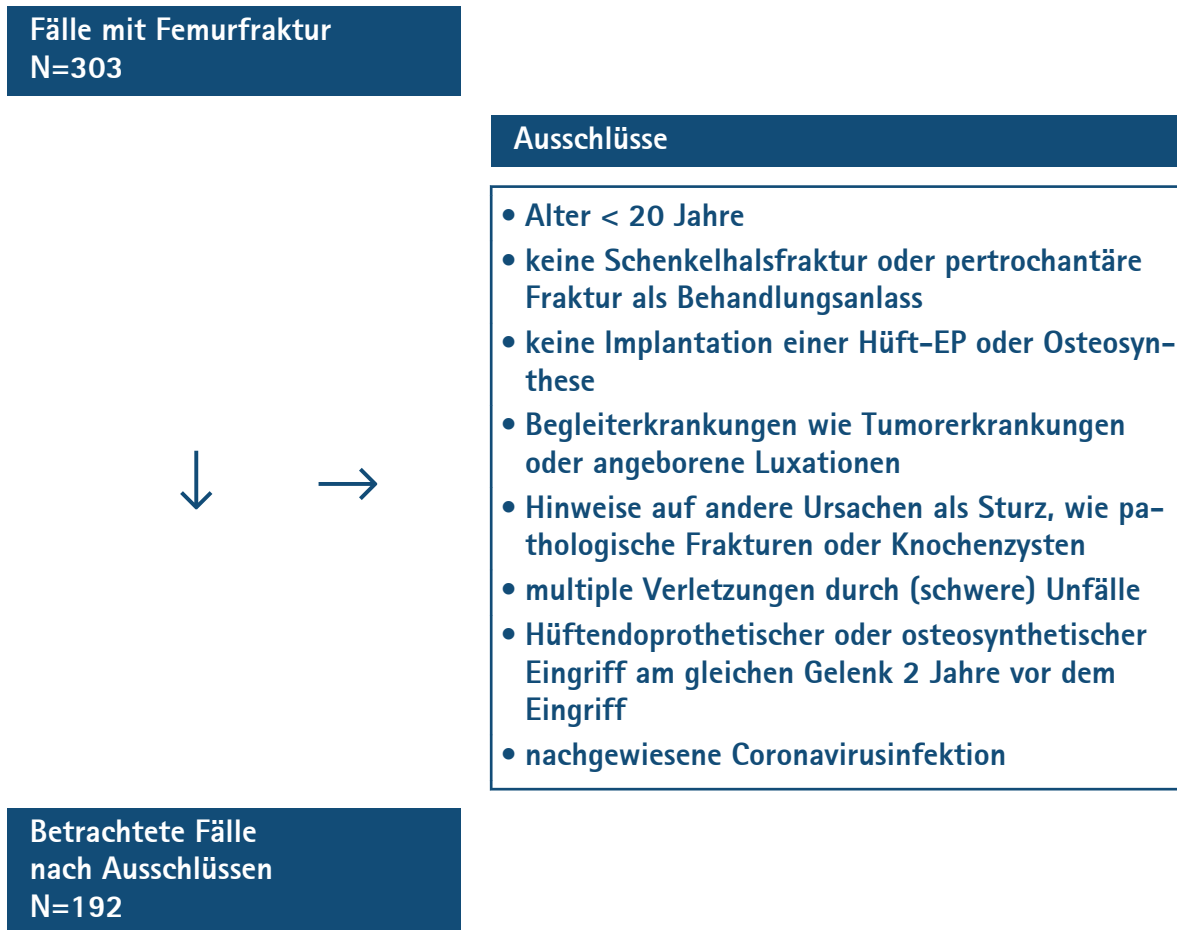 Fälle mit Femurfraktur
N=303
Ausschlüsse
• Alter < 20 Jahre
• keine Schenkelhalsfraktur oder pertrochantäre
Fraktur als Behandlungsanlass
• keine Implantation einer Hüft-EP oder Osteosyn-
these
• Begleiterkrankungen wie Tumorerkrankungen
oder angeborene Luxationen
• Hinweise auf andere Ursachen als Sturz, wie pa-
thologische Frakturen oder Knochenzysten
• multiple Verletzungen durch (schwere) Unfälle
• Hüftendoprothetischer oder osteosynthetischer
Eingriff am gleichen Gelenk 2 Jahre vor dem
Eingriff
• nachgewiesene Coronavirusinfektion
Betrachtete Fälle
nach Ausschlüssen
N=192